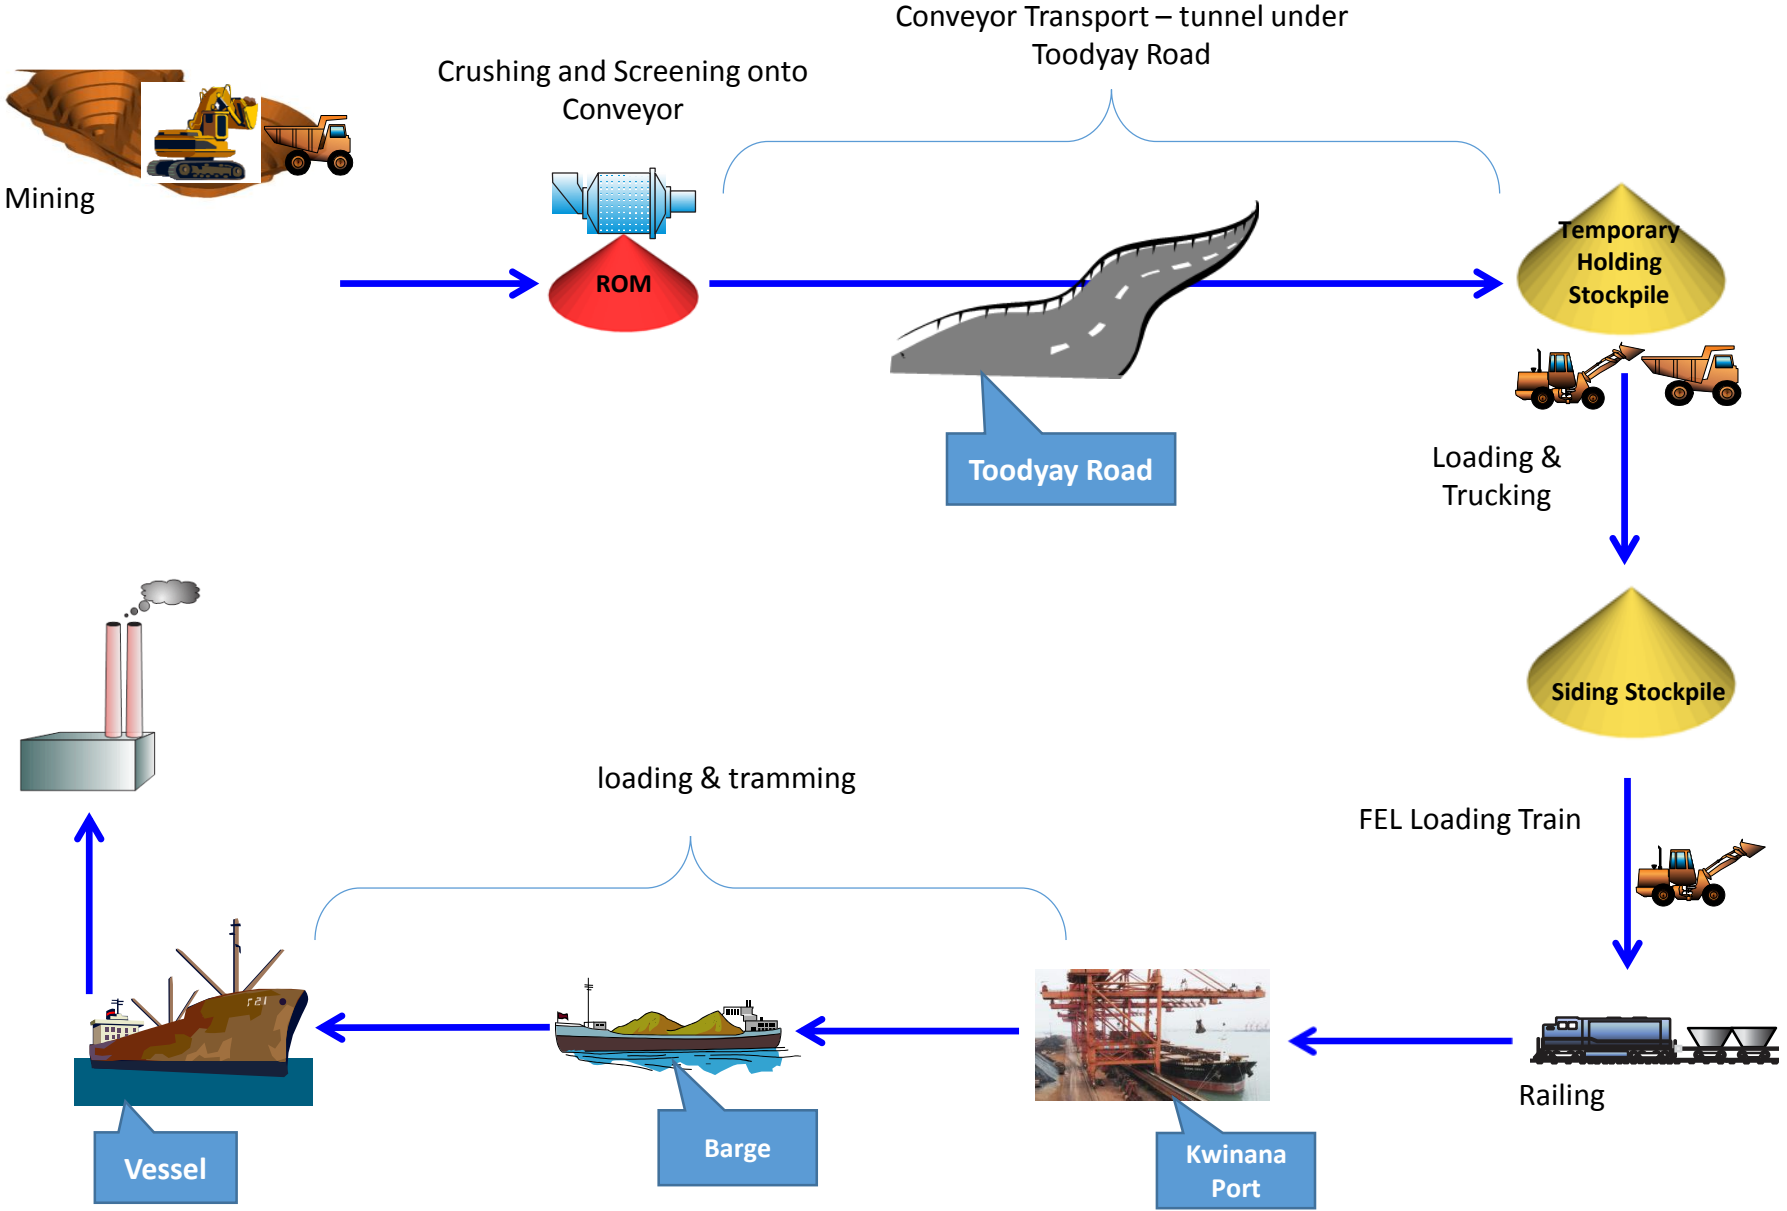 Conveyor Transport – tunnel under
Toodyay Road
Crushing and Screening onto
Conveyor
Mining
ROM
Temporary
Holding
Stockpile
Toodyay Road
Loading &
Trucking
Siding Stockpile
loading & tramming
FEL Loading Train
Railing
Kwinana
Port
Barge
Vessel